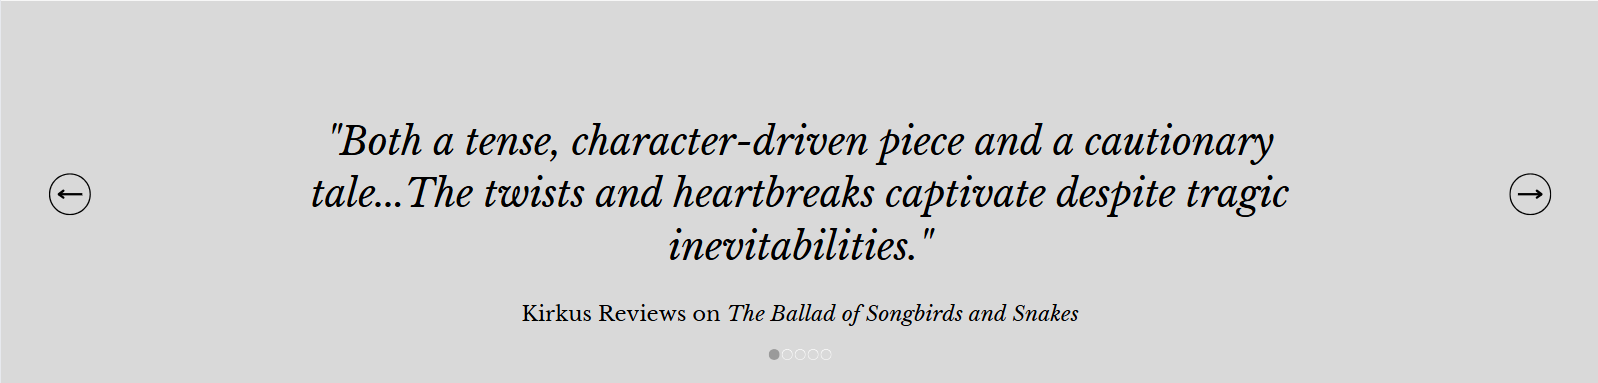 "Both a tense, character-driven piece and a cautionary
tale...The twists and heartbreaks captivate despite tragic
inevitabilities."
Kirkus Reviews on The Ballad of Songbirds and Snakes